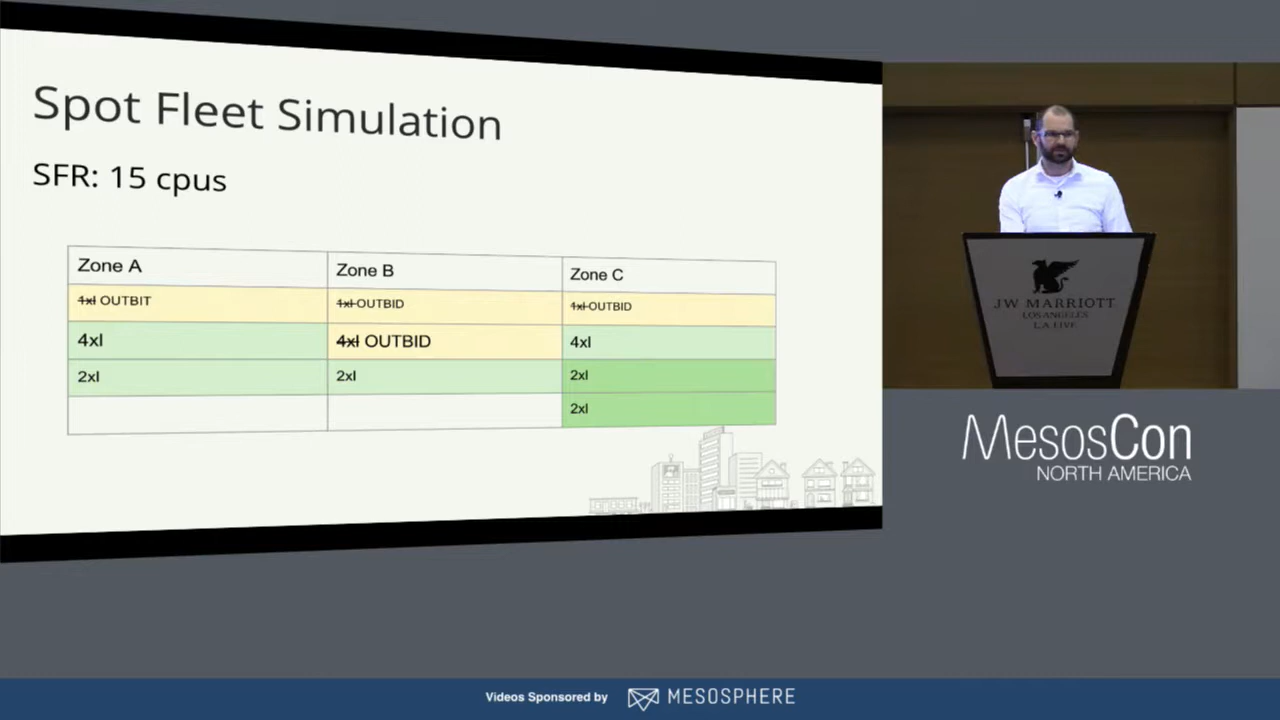 Spot Fleet Simulation
SFR: 15 cpus
Zone A Zone B Zone C
1xl OUTBIT 1xl OUTBID 1xl OUTBID
4xl 4xl OUTBID 4xl
2xl 2xl 2xl
2xl
JW MARRIOTT
LOS ANGELES
L.A. LIVE
MesosCon
NORTH AMERICA
Videos Sponsored by MESOSPHERE